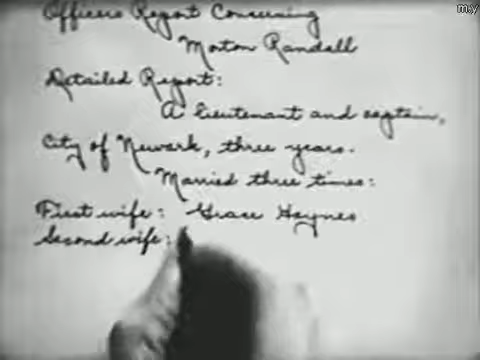 Officers Report Concerning
Morton Randall
Detailed Report:
A lieutenant and captain,
City of Newark, three years.
Married three times:
First wife: Grace Haynes
Second wife:
m.y